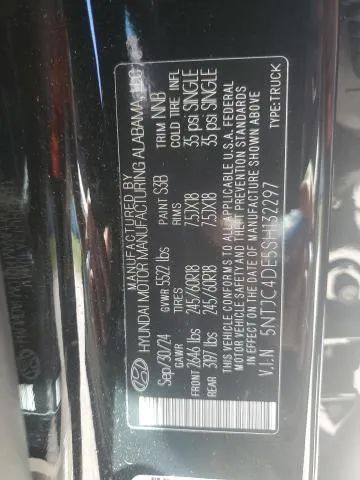 MANUFACTURED BY
HYUNDAI MOTOR MANUFACTURING ALABAMA, LLC
Sep/30/24 GVWR 5522 lbs PAINT S3B TRIM NNB
GAWR TIRES RIMS COLD TIRE INFL
FRONT 2646 lbs 245/60R18 7.5JX18 35 psi SINGLE
REAR 3197 lbs 245/60R18 7.5JX18 35 psi SINGLE
THIS VEHICLE CONFORMS TO ALL APPLICABLE U.S.A. FEDERAL
MOTOR VEHICLE SAFETY AND THEFT PREVENTION STANDARDS
IN EFFECT ON THE DATE OF MANUFACTURE SHOWN ABOVE
V.I.N 5NTJC4DE5SH132297 TYPE:TRUCK